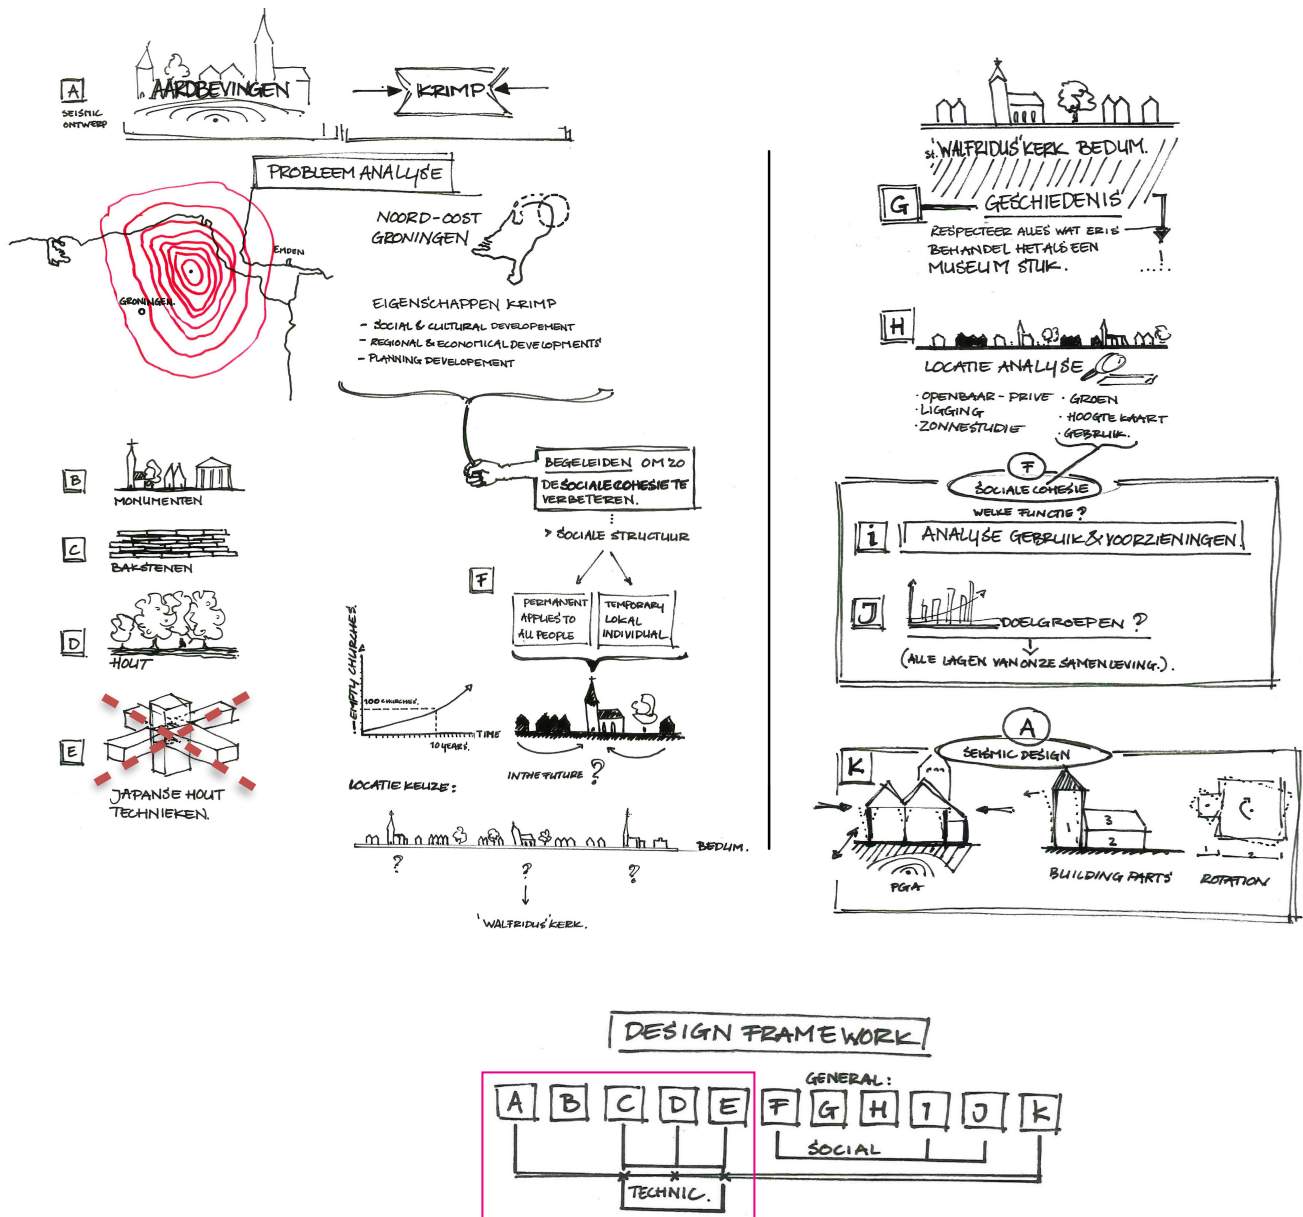 A
SEISMIC
ONTWERP
AARDBEVINGEN
KRIMP
PROBLEEM ANALYSE
EMDEN
GRONINGEN.
NOORD-OOST
GRONINGEN
EIGENSCHAPPEN KRIMP
- SOCIAL & CULTURAL DEVELOPEMENT
- REGIONAL & ECONOMICAL DEVELOPMENTS
- PLANNING DEVELOPEMENT
B
MONUMENTEN
C
BAKSTENEN
D
HOUT
E
JAPANSE HOUT
TECHNIEKEN.
BEGELEIDEN OM ZO
DE SOCIALE COHESIE TE
VERBETEREN.
> SOCIALE STRUCTUUR
F
PERMANENT
APPLIES TO
ALL PEOPLE
TEMPORARY
LOKAL
INDIVIDUAL
EMPTY CHURCHES.
100 CHURCHES.
10 YEARS.
TIME
IN THE FUTURE ?
LOCATIE KEUZE:
BEDUM.
? ? ?
'WALFRIDUS' KERK.
St. WALFRIDUS' KERK BEDUM.
G
GESCHIEDENIS
RESPECTEER ALLES WAT ER IS
BEHANDEL HET ALS EEN
MUSEUM STUK.
H
LOCATIE ANALYSE
· OPENBAAR - PRIVE
· LIGGING
· ZONNESTUDIE
· GROEN
· HOOGTE KAART
· GEBRUIK.
F
SOCIALE COHESIE
WELKE FUNCTIE?
i
ANALYSE GEBRUIK & VOORZIENINGEN.
J
DOELGROEPEN ?
(ALLE LAGEN VAN ONZE SAMENLEVING.).
A
SEISMIC DESIGN
K
PGA
1
3
2
BUILDING PARTS
1 2
ROTATION
DESIGN FRAMEWORK
GENERAL:
A B C D E F G H I J K
SOCIAL
TECHNIC.